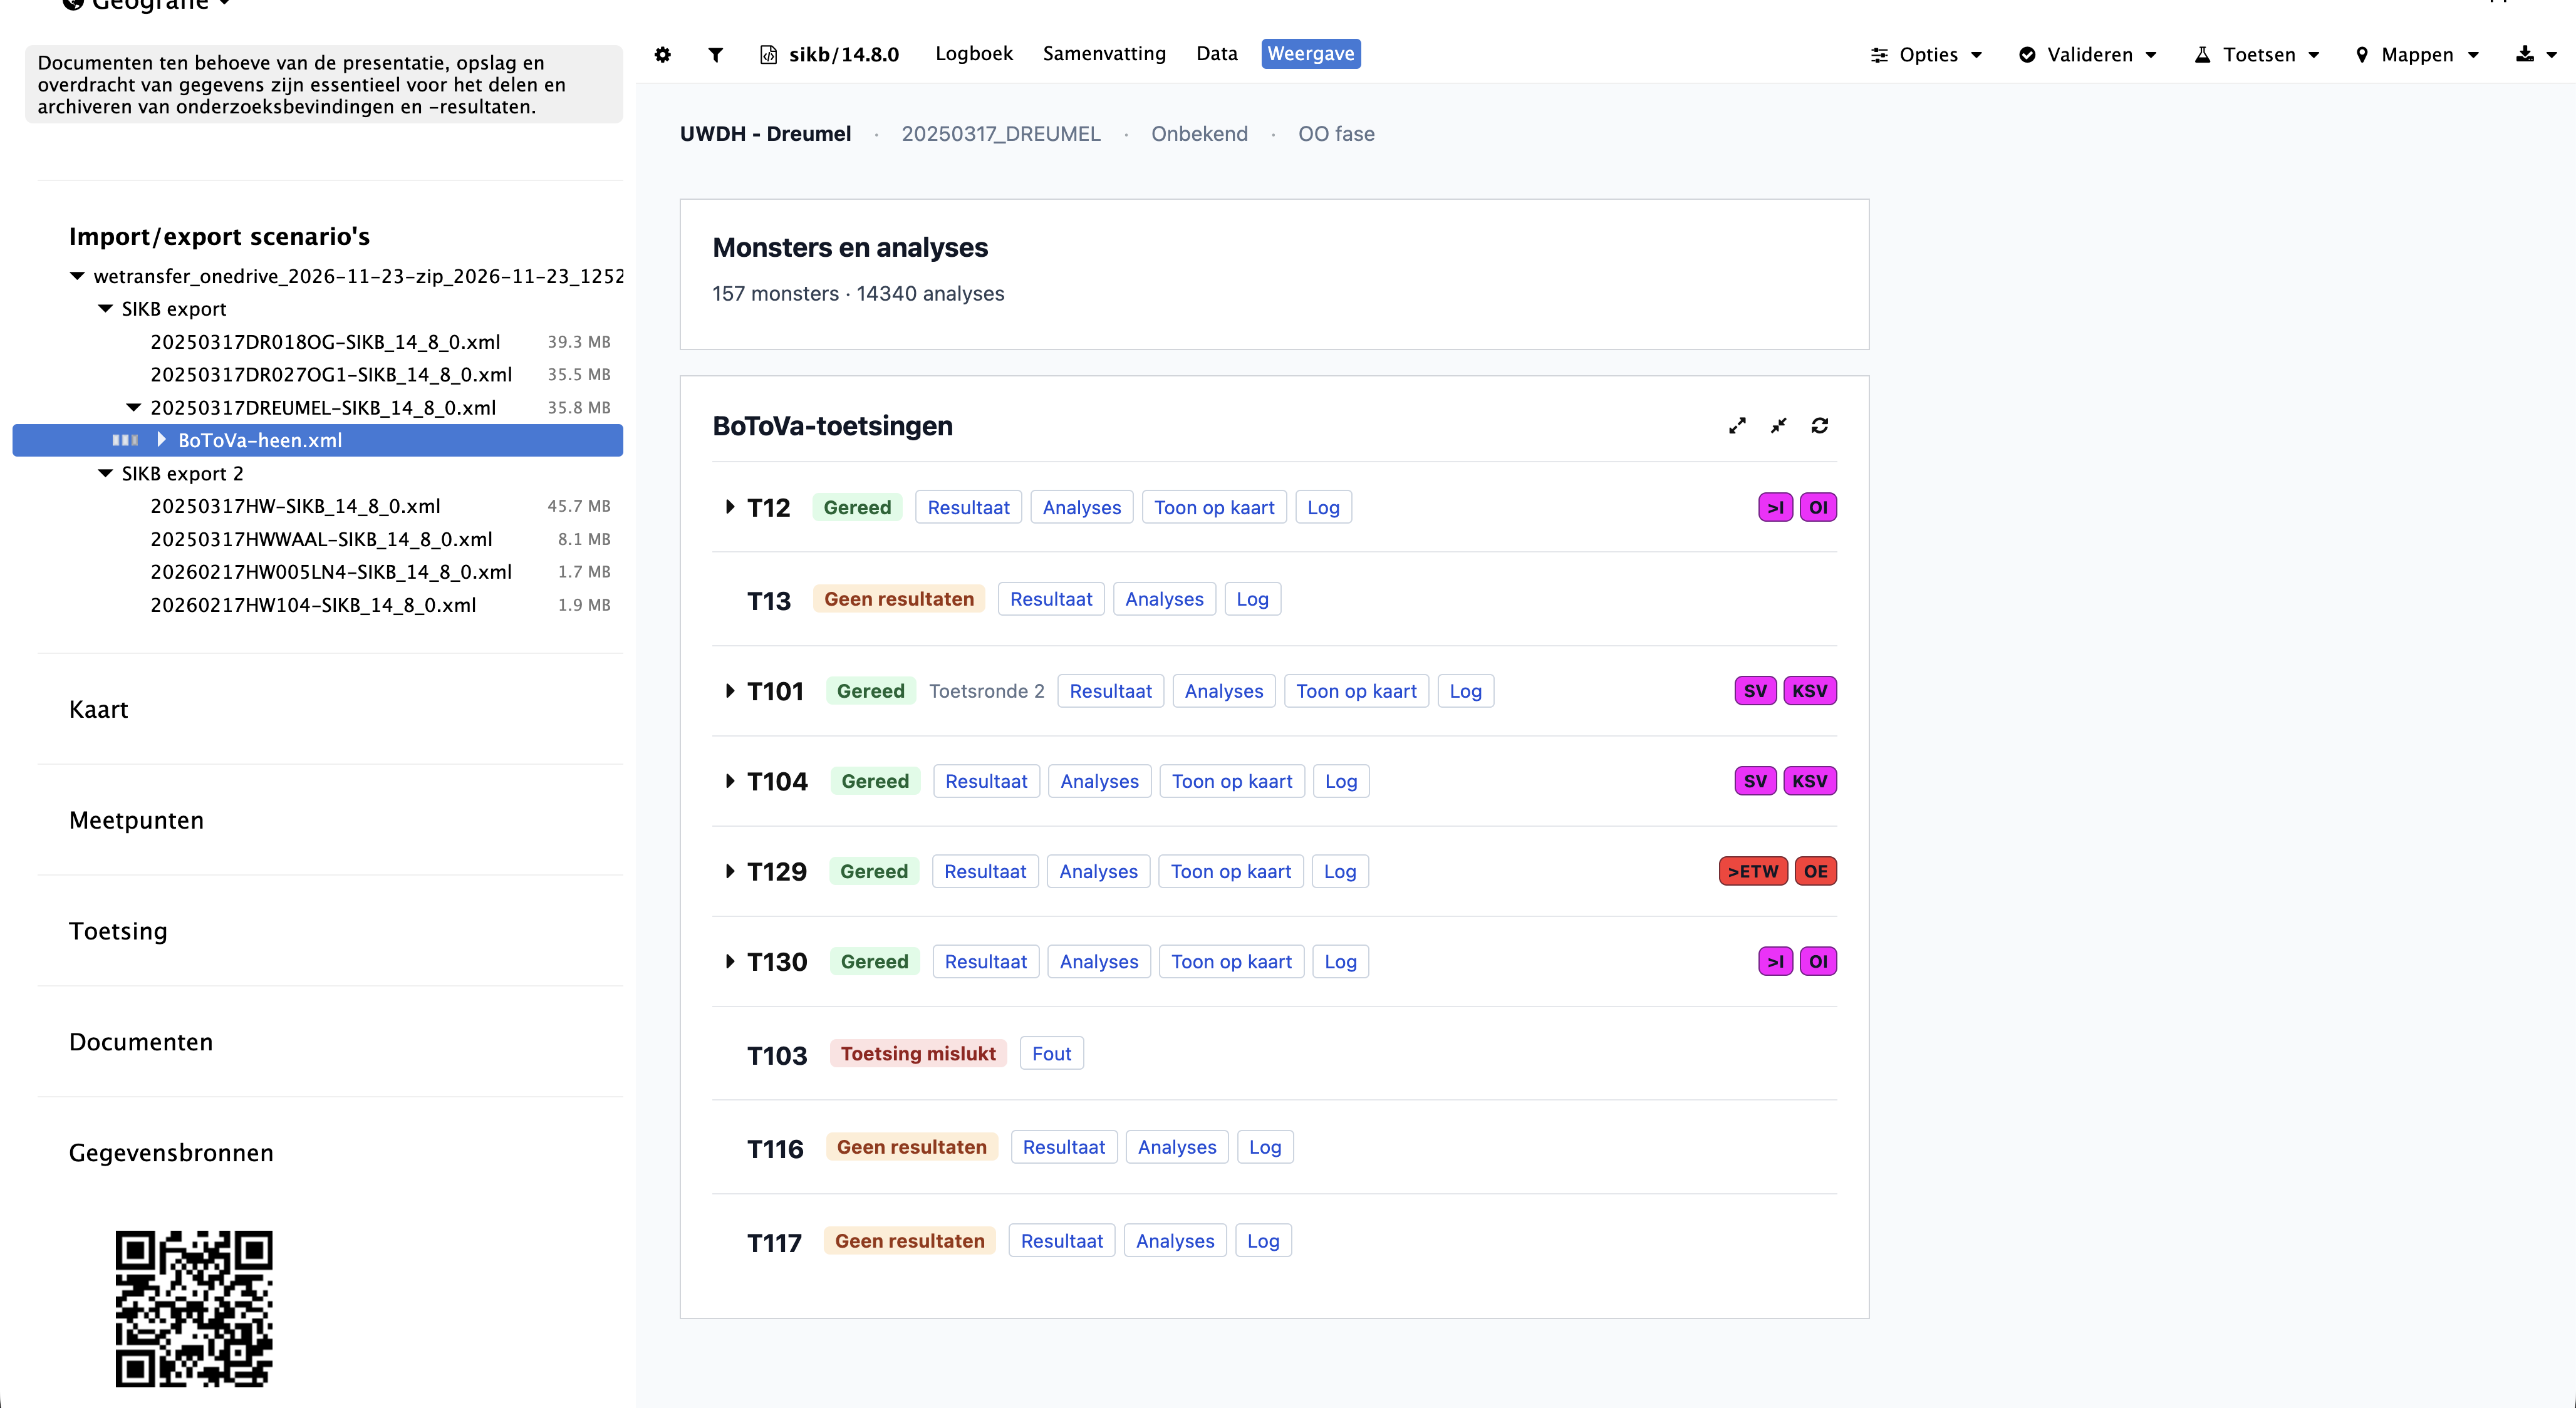 Geografie
Documenten ten behoeve van de presentatie, opslag en
overdracht van gegevens zijn essentieel voor het delen en
archiveren van onderzoeksbevindingen en -resultaten.
Import/export scenario's
wetransfer_onedrive_2026-11-23-zip_2026-11-23_1252
SIKB export
20250317DR018OG-SIKB_14_8_0.xml 39.3 MB
20250317DR027OG1-SIKB_14_8_0.xml 35.5 MB
20250317DREUMEL-SIKB_14_8_0.xml 35.8 MB
BoToVa-heen.xml
SIKB export 2
20250317HW-SIKB_14_8_0.xml 45.7 MB
20250317HWWAAL-SIKB_14_8_0.xml 8.1 MB
20260217HW005LN4-SIKB_14_8_0.xml 1.7 MB
20260217HW104-SIKB_14_8_0.xml 1.9 MB
Kaart
Meetpunten
Toetsing
Documenten
Gegevensbronnen
sikb/14.8.0 Logboek Samenvatting Data Weergave Opties Valideren Toetsen Mappen
UWDH - Dreumel · 20250317_DREUMEL · Onbekend · OO fase
Monsters en analyses
157 monsters · 14340 analyses
BoToVa-toetsingen
T12 Gereed Resultaat Analyses Toon op kaart Log >I OI
T13 Geen resultaten Resultaat Analyses Log
T101 Gereed Toetsronde 2 Resultaat Analyses Toon op kaart Log SV KSV
T104 Gereed Resultaat Analyses Toon op kaart Log SV KSV
T129 Gereed Resultaat Analyses Toon op kaart Log >ETW OE
T130 Gereed Resultaat Analyses Toon op kaart Log >I OI
T103 Toetsing mislukt Fout
T116 Geen resultaten Resultaat Analyses Log
T117 Geen resultaten Resultaat Analyses Log